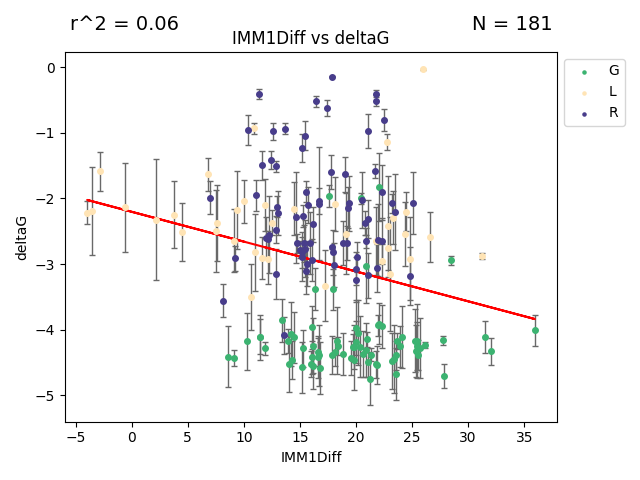 r^2 = 0.06
N = 181
IMM1Diff vs deltaG
G
L
R
0
−1
−2
−3
−4
−5
deltaG
−5 0 5 10 15 20 25 30 35
IMM1Diff